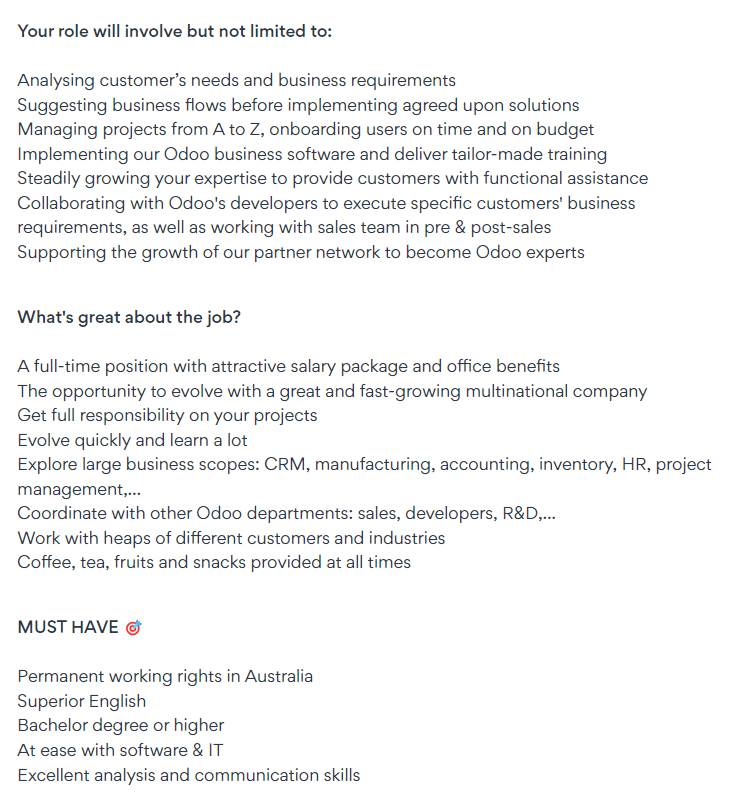 Your role will involve but not limited to:
Analysing customer’s needs and business requirements
Suggesting business flows before implementing agreed upon solutions
Managing projects from A to Z, onboarding users on time and on budget
Implementing our Odoo business software and deliver tailor-made training
Steadily growing your expertise to provide customers with functional assistance
Collaborating with Odoo's developers to execute specific customers' business
requirements, as well as working with sales team in pre & post-sales
Supporting the growth of our partner network to become Odoo experts
What's great about the job?
A full-time position with attractive salary package and office benefits
The opportunity to evolve with a great and fast-growing multinational company
Get full responsibility on your projects
Evolve quickly and learn a lot
Explore large business scopes: CRM, manufacturing, accounting, inventory, HR, project
management,...
Coordinate with other Odoo departments: sales, developers, R&D,...
Work with heaps of different customers and industries
Coffee, tea, fruits and snacks provided at all times
MUST HAVE 🎯
Permanent working rights in Australia
Superior English
Bachelor degree or higher
At ease with software & IT
Excellent analysis and communication skills